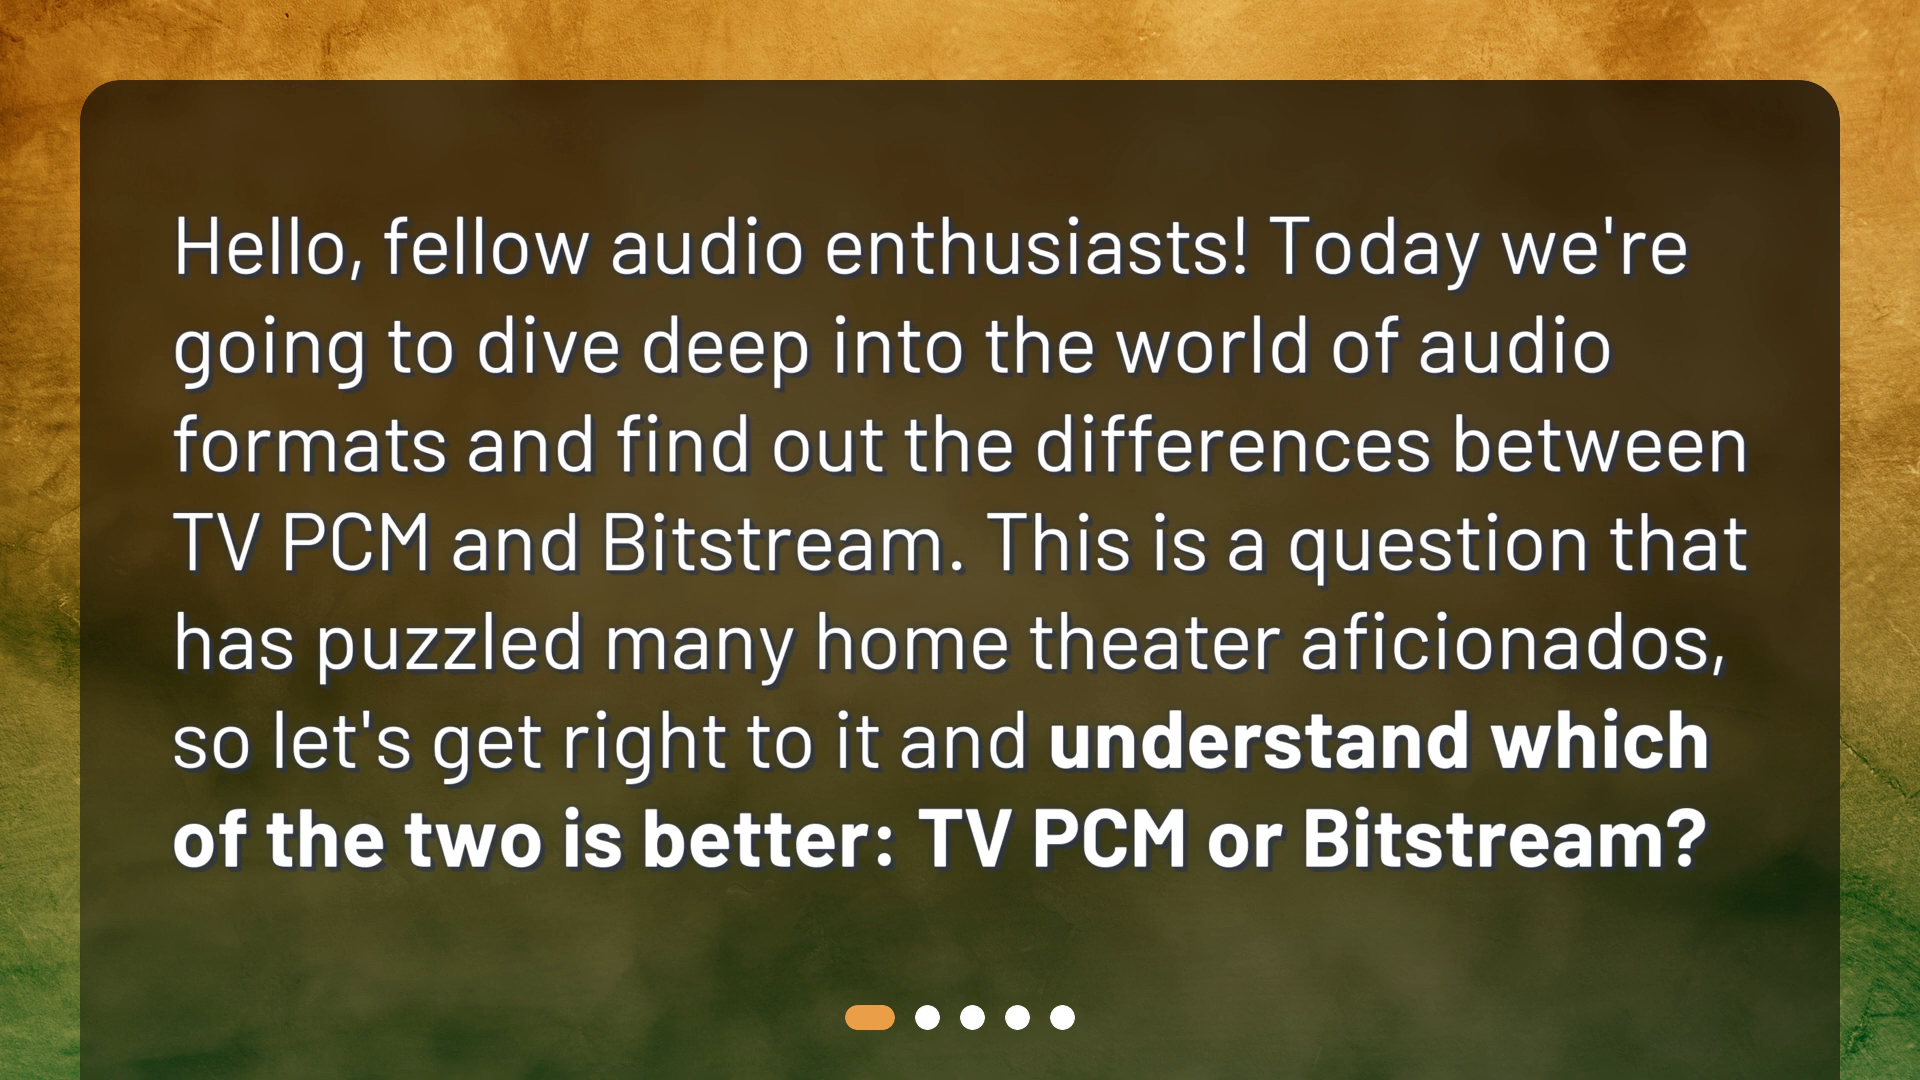 Hello, fellow audio enthusiasts! Today we're
going to dive deep into the world of audio
formats and find out the differences between
TV PCM and Bitstream. This is a question that
has puzzled many home theater aficionados,
so let's get right to it and understand which
of the two is better: TV PCM or Bitstream?